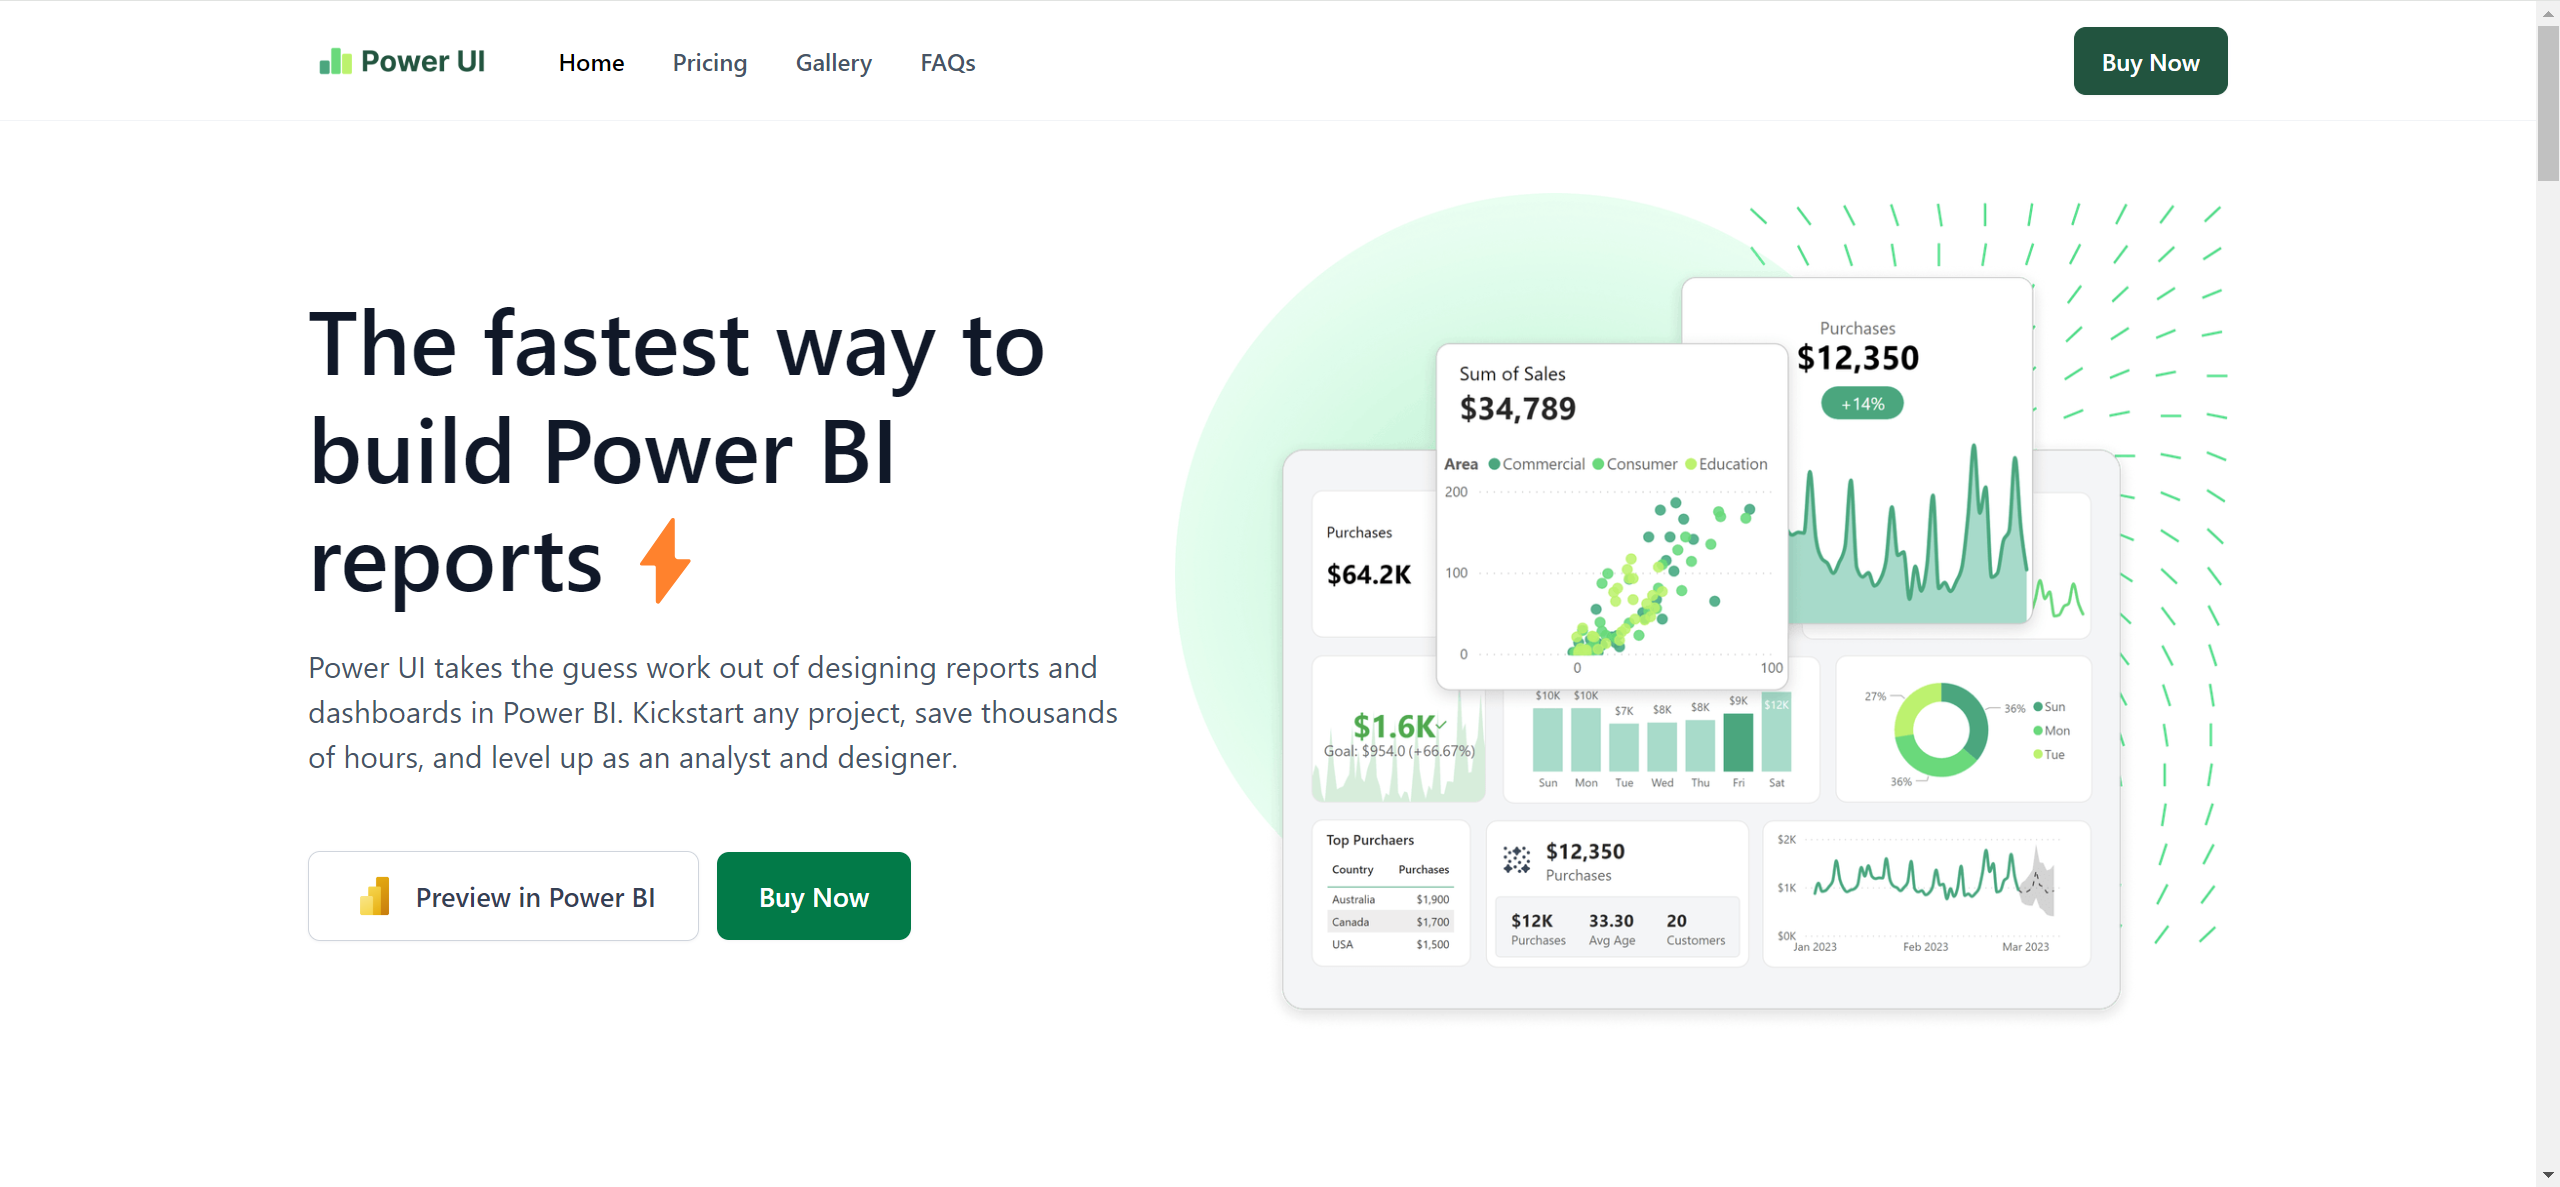 Power UI
Home
Pricing
Gallery
FAQs
Buy Now
The fastest way to
build Power BI
reports
Power UI takes the guess work out of designing reports and
dashboards in Power BI. Kickstart any project, save thousands
of hours, and level up as an analyst and designer.
Preview in Power BI
Buy Now
Purchases
$12,350
+14%
Sum of Sales
$34,789
Area Commercial Consumer Education
200
100
0
0 100
Purchases
$64.2K
$1.6K
Goal: $954.0 (+66.67%)
$10K $10K $7K $8K $8K $9K $12K
Sun Mon Tue Wed Thu Fri Sat
27%
36%
36%
Sun
Mon
Tue
Top Purchaers
Country Purchases
Australia $1,900
Canada $1,700
USA $1,500
$12,350
Purchases
$12K 33.30 20
Purchases Avg Age Customers
$2K
$1K
$0K
Jan 2023 Feb 2023 Mar 2023